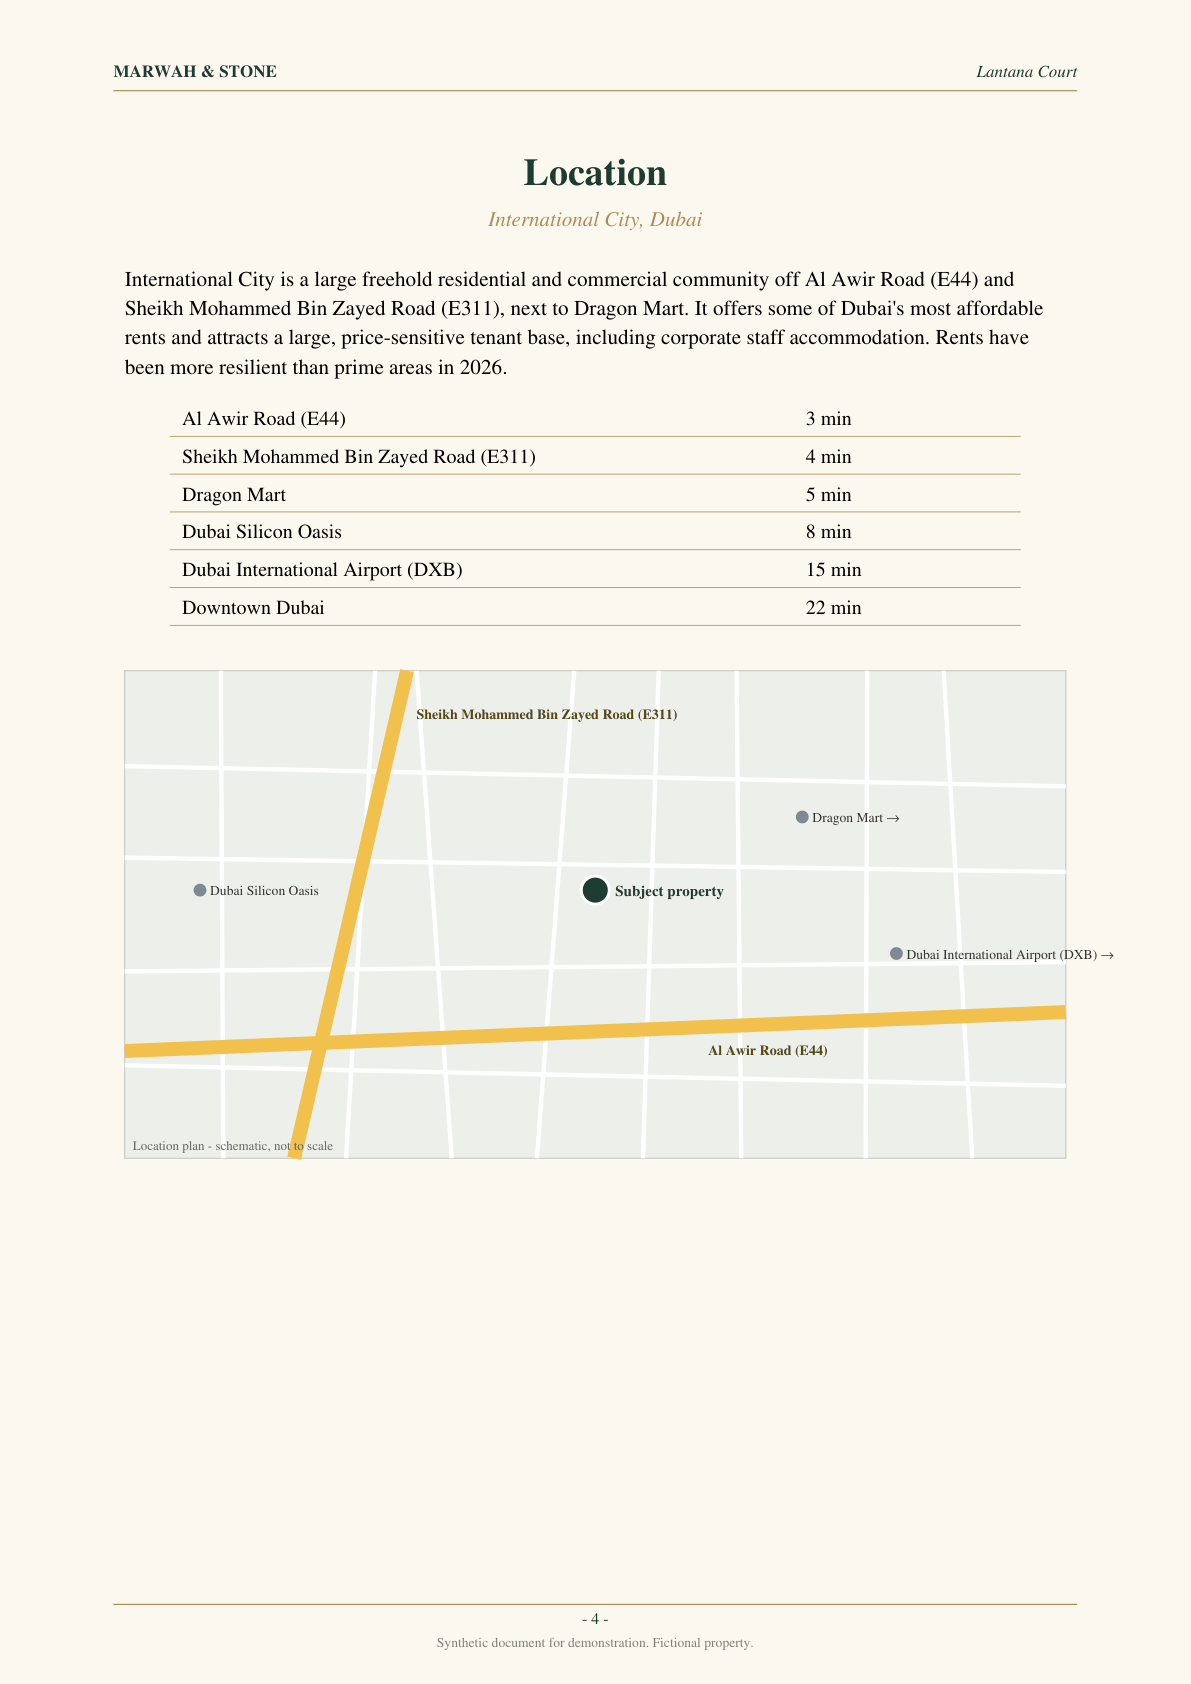 MARWAH & STONE
Lantana Court
Location
International City, Dubai
International City is a large freehold residential and commercial community off Al Awir Road (E44) and
Sheikh Mohammed Bin Zayed Road (E311), next to Dragon Mart. It offers some of Dubai's most affordable
rents and attracts a large, price-sensitive tenant base, including corporate staff accommodation. Rents have
been more resilient than prime areas in 2026.
Al Awir Road (E44) 3 min
Sheikh Mohammed Bin Zayed Road (E311) 4 min
Dragon Mart 5 min
Dubai Silicon Oasis 8 min
Dubai International Airport (DXB) 15 min
Downtown Dubai 22 min
Sheikh Mohammed Bin Zayed Road (E311)
Dragon Mart →
Dubai Silicon Oasis
Subject property
Dubai International Airport (DXB) →
Al Awir Road (E44)
Location plan - schematic, not to scale
- 4 -
Synthetic document for demonstration. Fictional property.